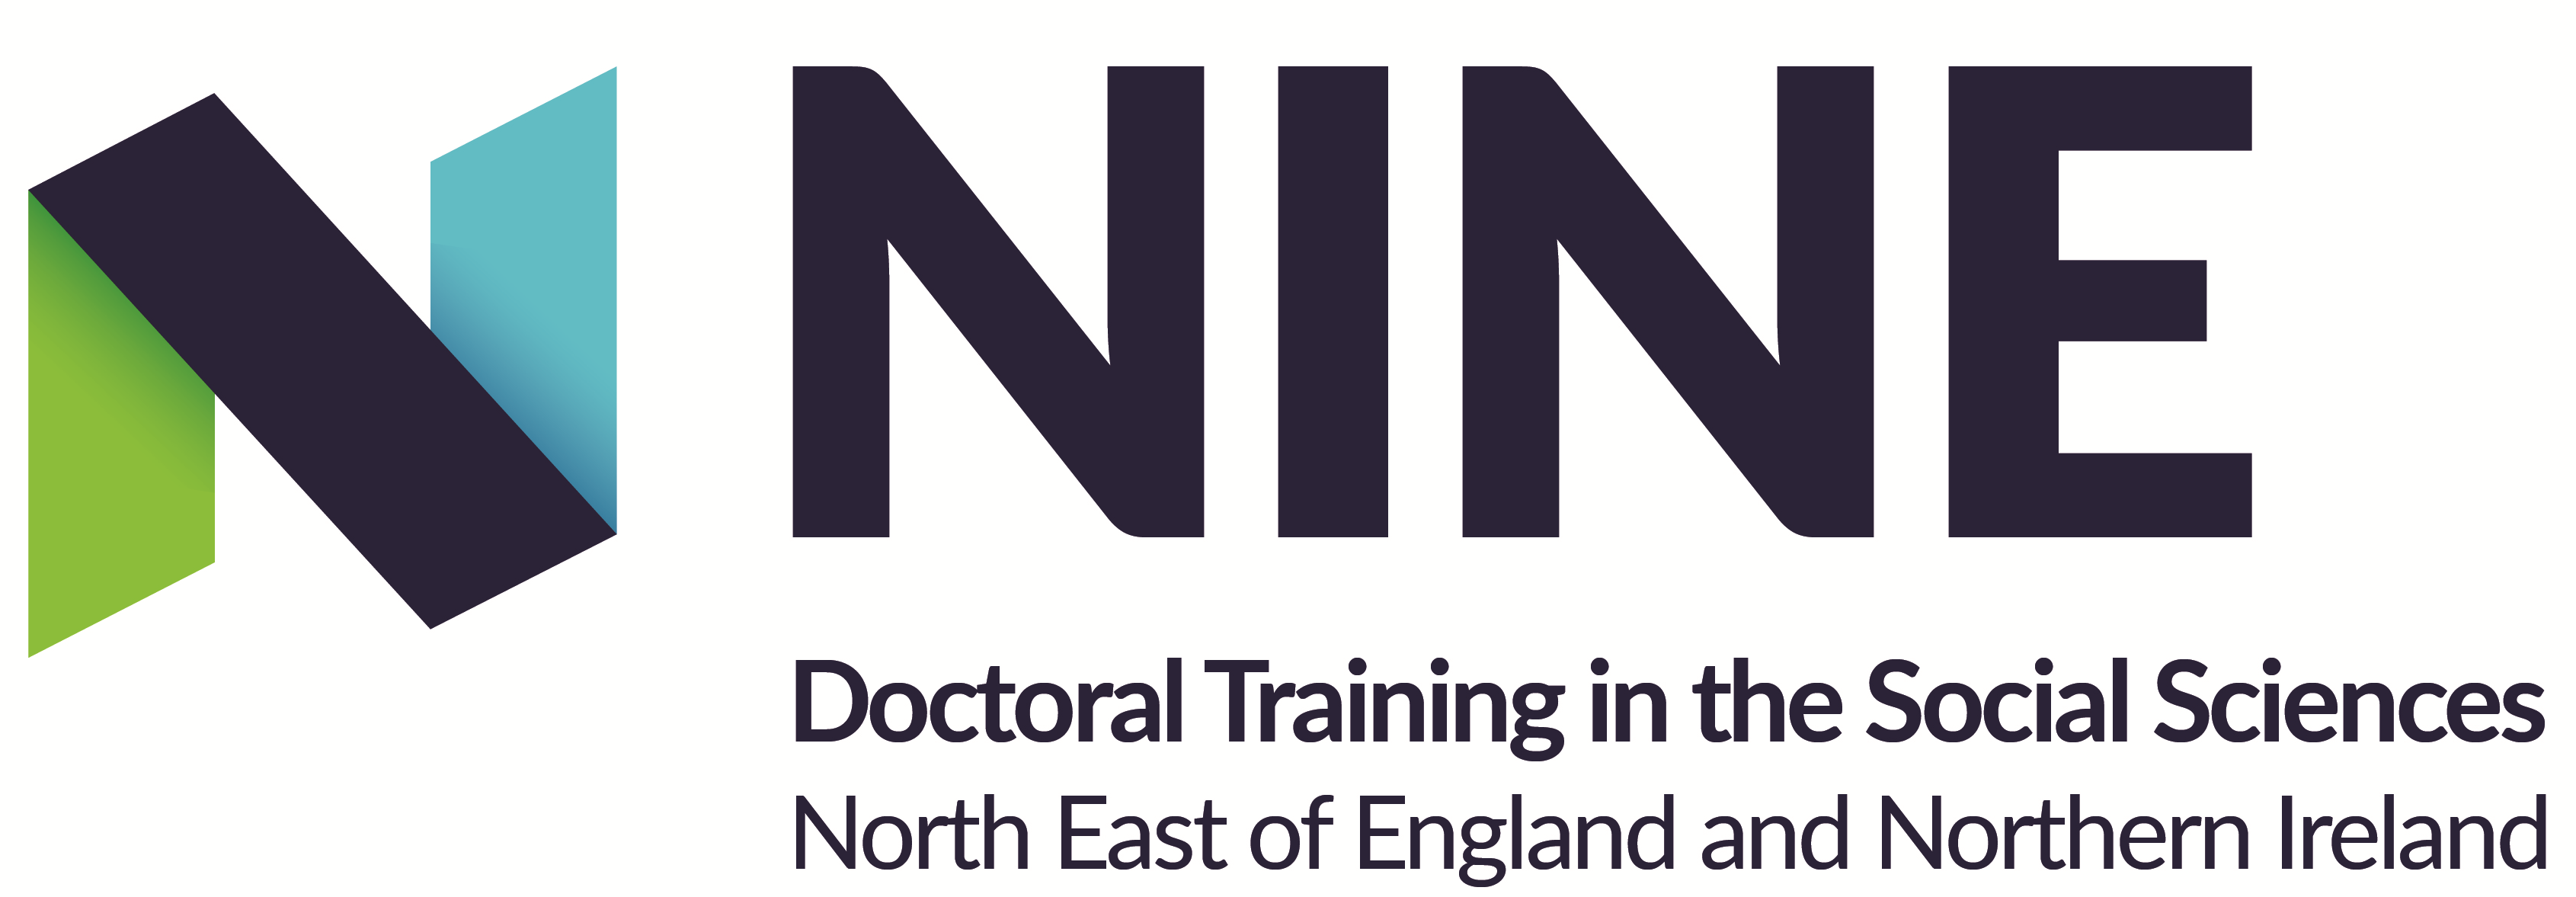 NINE
Doctoral Training in the Social Sciences
North East of England and Northern Ireland